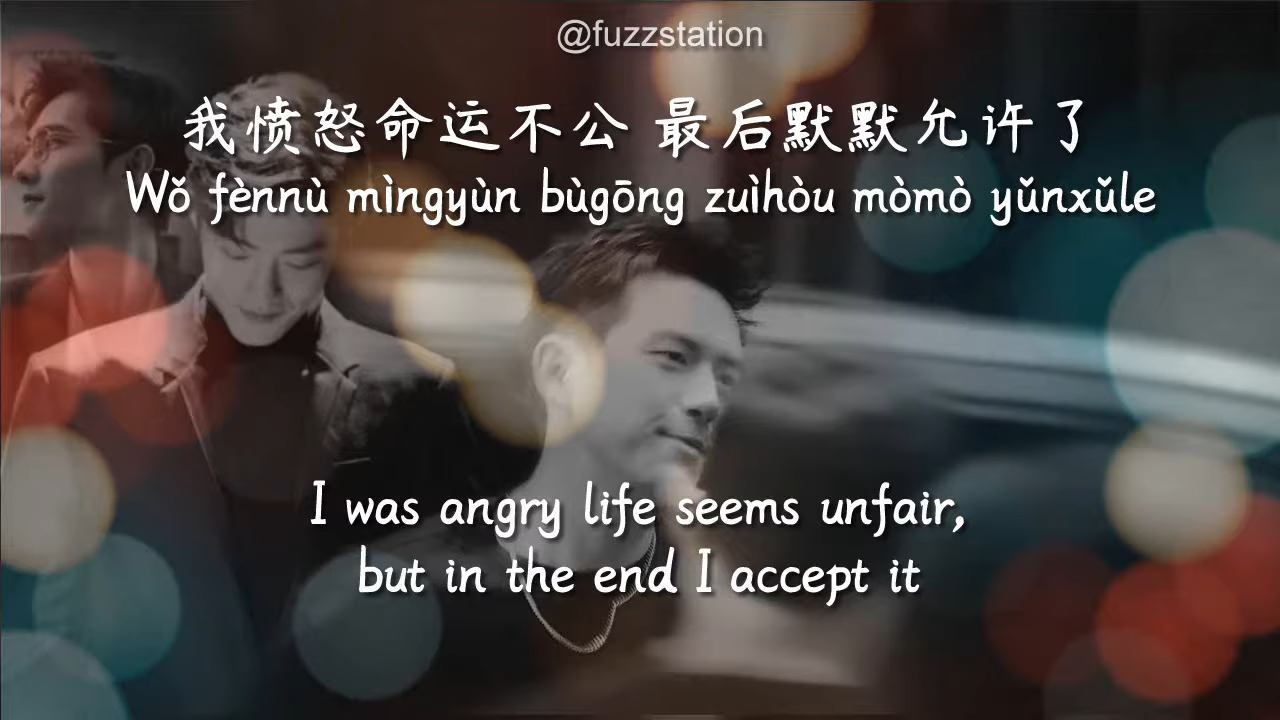 @fuzzstation
我愤怒命运不公 最后默默允许了
Wǒ fènnù mìngyùn bùgōng zuìhòu mòmò yǔnxǔle
I was angry life seems unfair,
but in the end I accept it